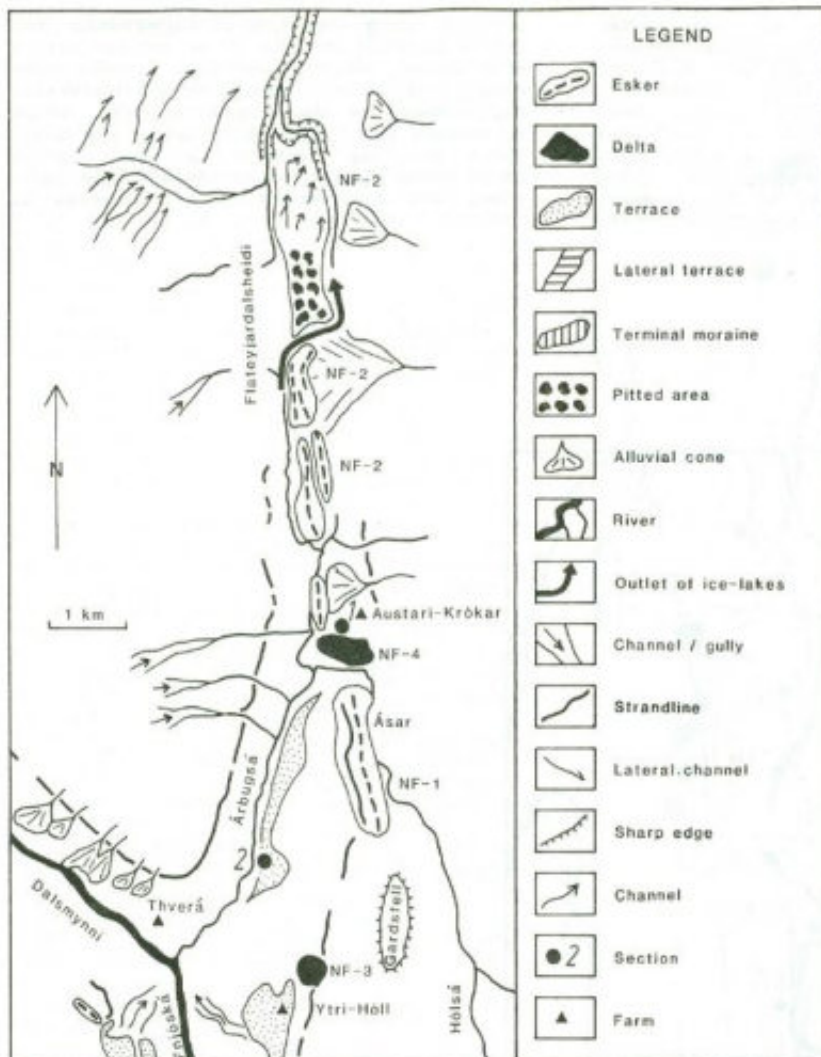 NF-2
Flateyjardalsheidi
NF-2
NF-2
N
1 km
Austari-Krókar
NF-4
Ásar
NF-1
Árbugsá
2
Dalsmynni
Thverá
Gardsfell
NF-3
Ytri-Hóll
Hólsá
LEGEND
Esker
Delta
Terrace
Lateral terrace
Terminal moraine
Pitted area
Alluvial cone
River
Outlet of ice-lakes
Channel / gully
Strandline
Lateral channel
Sharp edge
Channel
2 Section
Farm